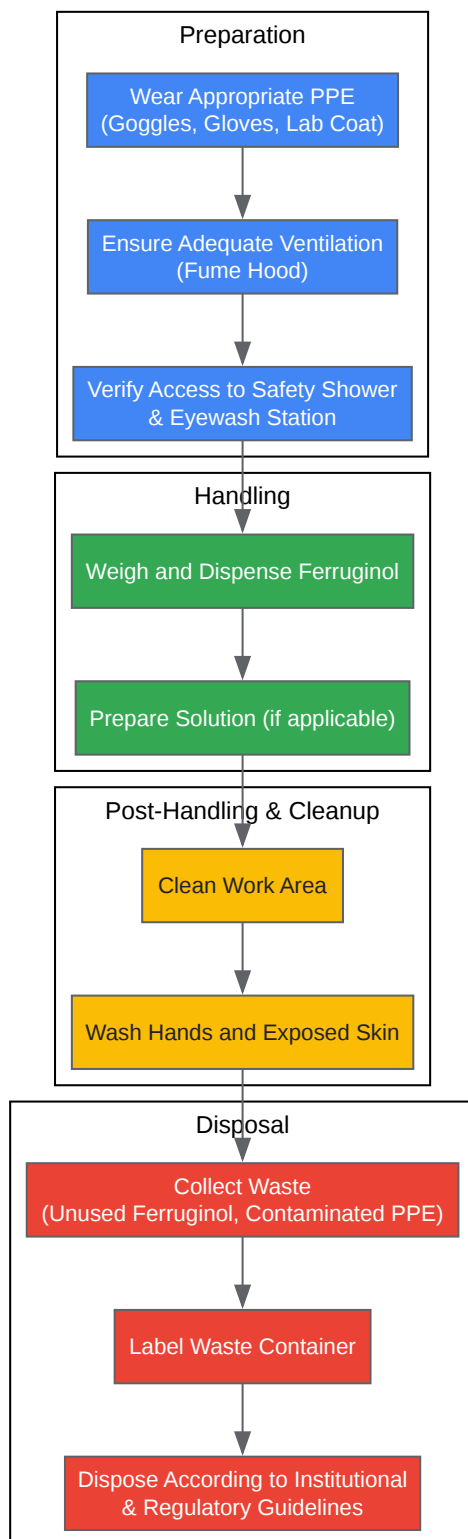 Preparation
Wear Appropriate PPE
(Goggles, Gloves, Lab Coat)
Ensure Adequate Ventilation
(Fume Hood)
Verify Access to Safety Shower
& Eyewash Station
Handling
Weigh and Dispense Ferruginol
Prepare Solution (if applicable)
Post-Handling & Cleanup
Clean Work Area
Wash Hands and Exposed Skin
Disposal
Collect Waste
(Unused Ferruginol, Contaminated PPE)
Label Waste Container
Dispose According to Institutional
& Regulatory Guidelines